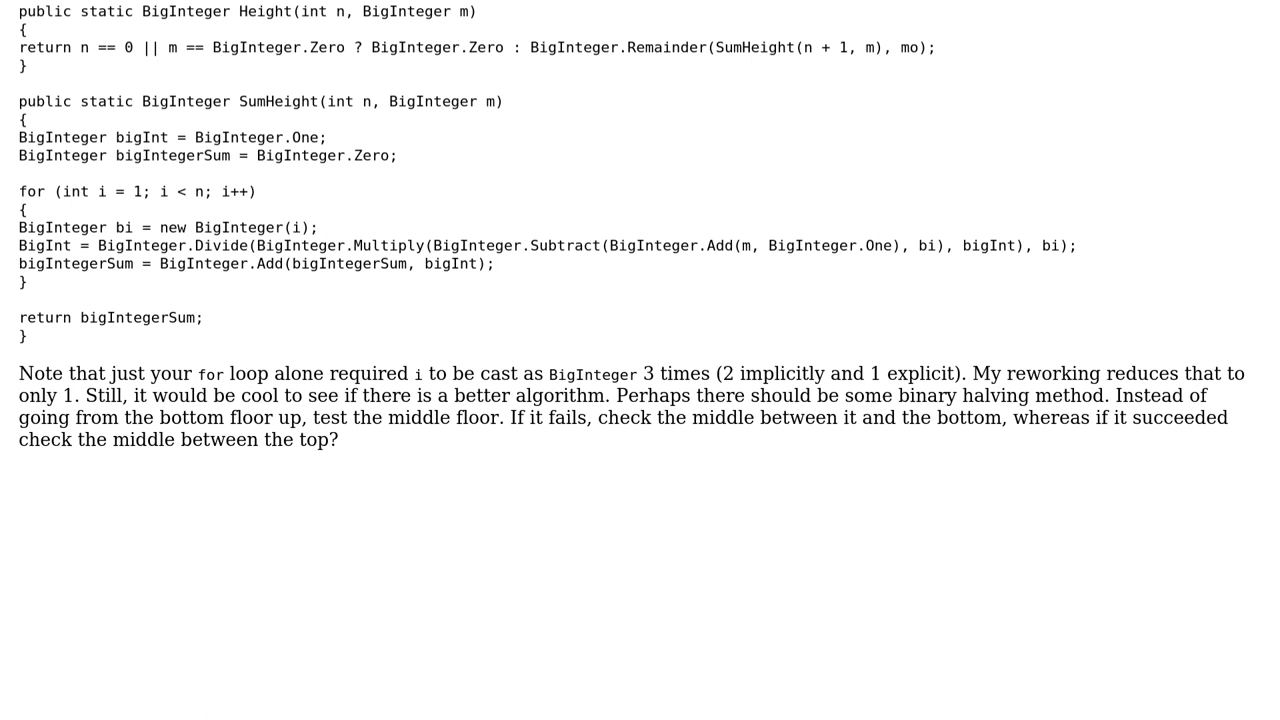 public static BigInteger Height(int n, BigInteger m)
{
return n == 0 || m == BigInteger.Zero ? BigInteger.Zero : BigInteger.Remainder(SumHeight(n + 1, m), mo);
}

public static BigInteger SumHeight(int n, BigInteger m)
{
BigInteger bigInt = BigInteger.One;
BigInteger bigIntegerSum = BigInteger.Zero;

for (int i = 1; i < n; i++)
{
BigInteger bi = new BigInteger(i);
BigInt = BigInteger.Divide(BigInteger.Multiply(BigInteger.Subtract(BigInteger.Add(m, BigInteger.One), bi), bigInt), bi);
bigIntegerSum = BigInteger.Add(bigIntegerSum, bigInt);
}

return bigIntegerSum;
}

Note that just your for loop alone required i to be cast as BigInteger 3 times (2 implicitly and 1 explicit). My reworking reduces that to
only 1. Still, it would be cool to see if there is a better algorithm. Perhaps there should be some binary halving method. Instead of
going from the bottom floor up, test the middle floor. If it fails, check the middle between it and the bottom, whereas if it succeeded
check the middle between the top?